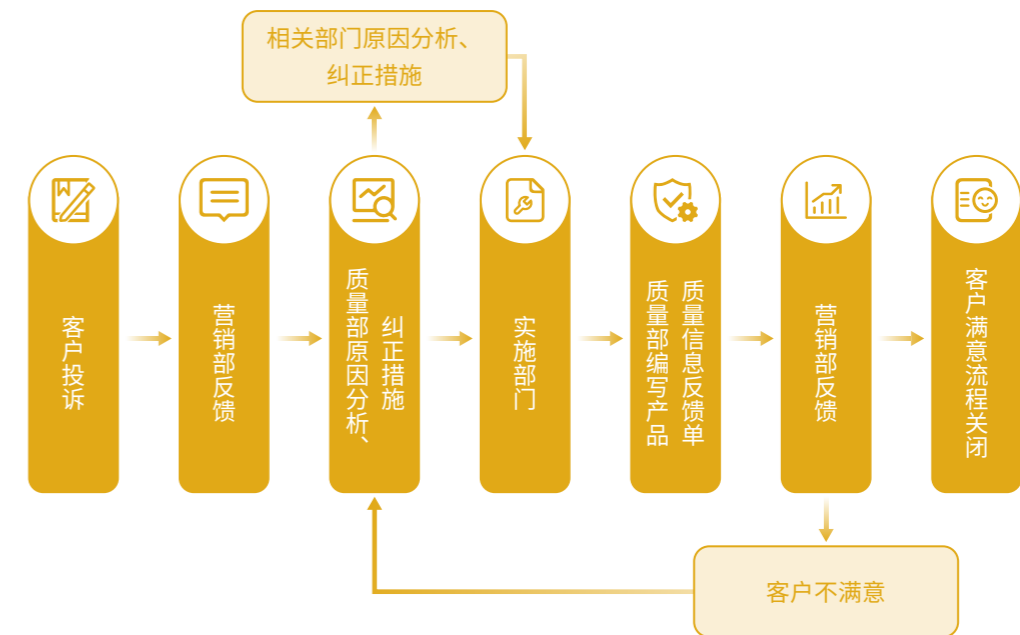 相关部门原因分析、
纠正措施
客户投诉
营销部反馈
质量部原因分析、
纠正措施
实施部门
质量部编写产品
质量信息反馈单
营销部反馈
客户满意流程关闭
客户不满意